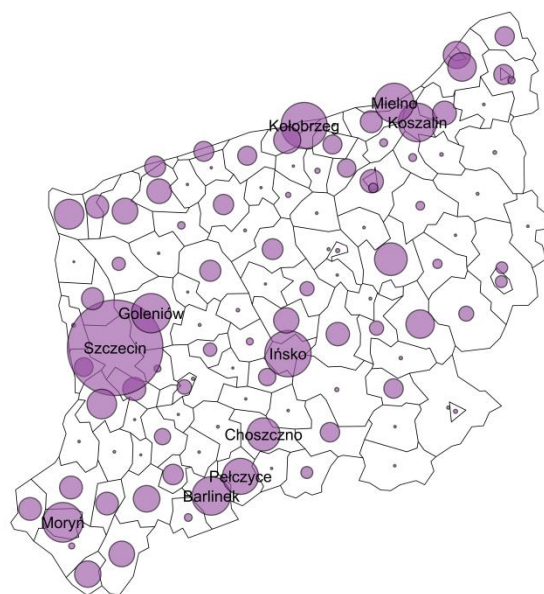 Mielno
Kołobrzeg
Koszalin
Goleniów
Szczecin
Ińsko
Choszczno
Pełczyce
Barlinek
Moryń